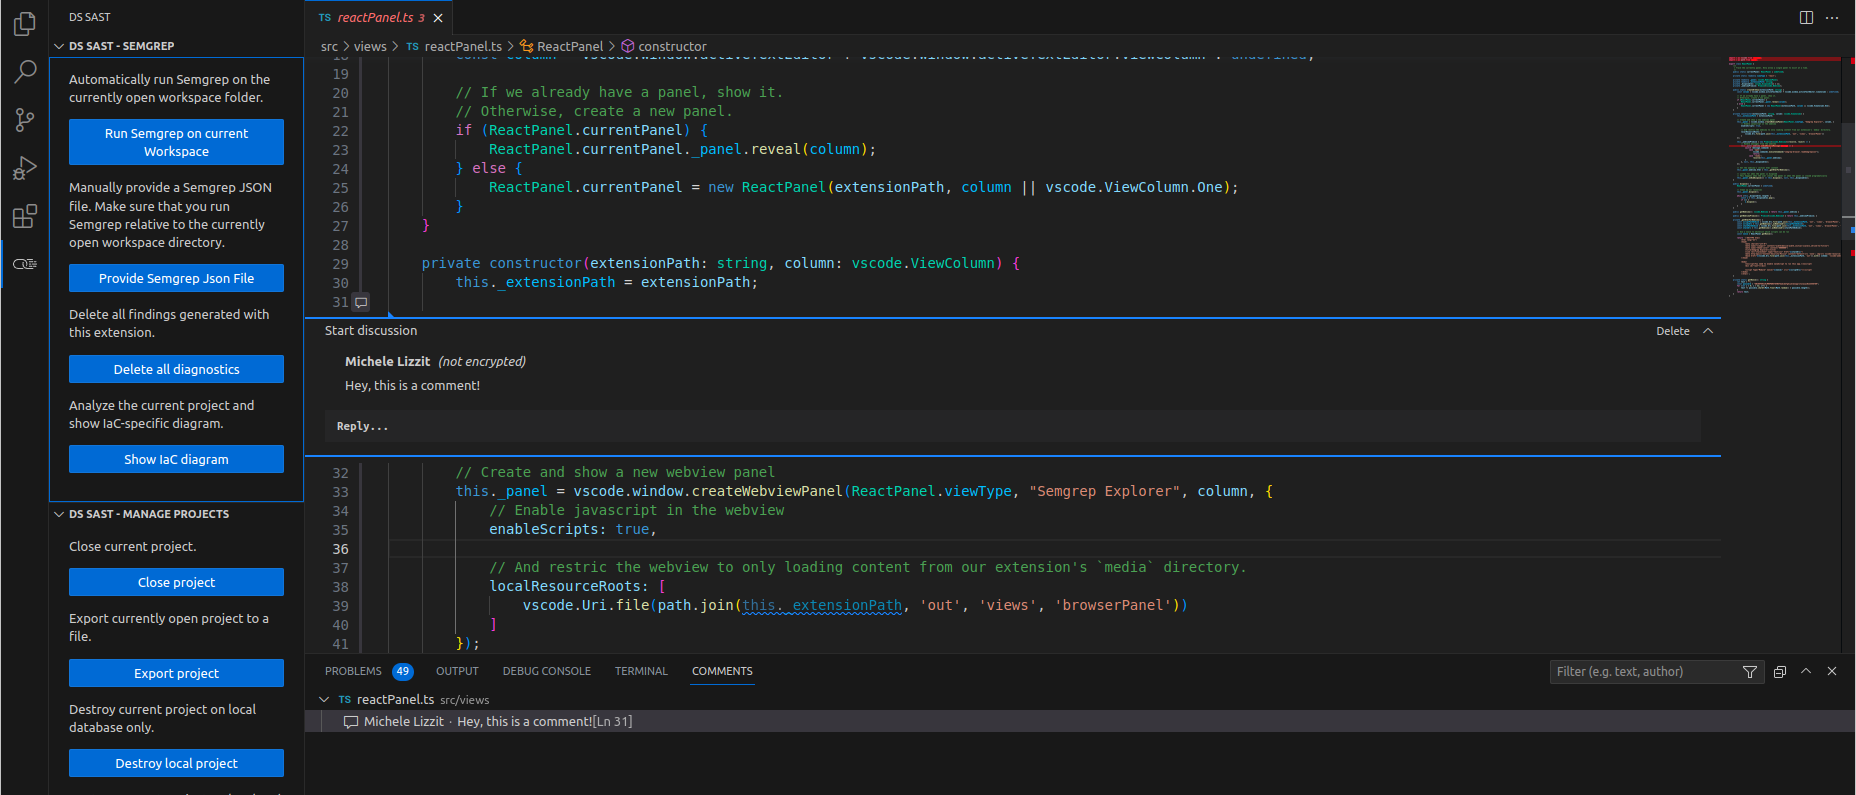 DS SAST
DS SAST - SEMGREP
Automatically run Semgrep on the
currently open workspace folder.
Run Semgrep on current
Workspace
Manually provide a Semgrep JSON
file. Make sure that you run
Semgrep relative to the currently
open workspace directory.
Provide Semgrep Json File
Delete all findings generated with
this extension.
Delete all diagnostics
Analyze the current project and
show IaC-specific diagram.
Show IaC diagram
DS SAST - MANAGE PROJECTS
Close current project.
Close project
Export currently open project to a
file.
Export project
Destroy current project on local
database only.
Destroy local project
TS reactPanel.ts 3
src > views > TS reactPanel.ts > ReactPanel > constructor
18 const column = vscode.window.activeTextEditor ? vscode.window.activeTextEditor.viewColumn : undefined;
19
20 // If we already have a panel, show it.
21 // Otherwise, create a new panel.
22 if (ReactPanel.currentPanel) {
23 ReactPanel.currentPanel._panel.reveal(column);
24 } else {
25 ReactPanel.currentPanel = new ReactPanel(extensionPath, column || vscode.ViewColumn.One);
26 }
27 }
28
29 private constructor(extensionPath: string, column: vscode.ViewColumn) {
30 this._extensionPath = extensionPath;
31
Start discussion
Delete
Michele Lizzit (not encrypted)
Hey, this is a comment!
Reply...
32 // Create and show a new webview panel
33 this._panel = vscode.window.createWebviewPanel(ReactPanel.viewType, "Semgrep Explorer", column, {
34 // Enable javascript in the webview
35 enableScripts: true,
36
37 // And restric the webview to only loading content from our extension's `media` directory.
38 localResourceRoots: [
39 vscode.Uri.file(path.join(this._extensionPath, 'out', 'views', 'browserPanel'))
40 ]
41 });
PROBLEMS 49 OUTPUT DEBUG CONSOLE TERMINAL COMMENTS
Filter (e.g. text, author)
TS reactPanel.ts src/views
Michele Lizzit · Hey, this is a comment![Ln 31]